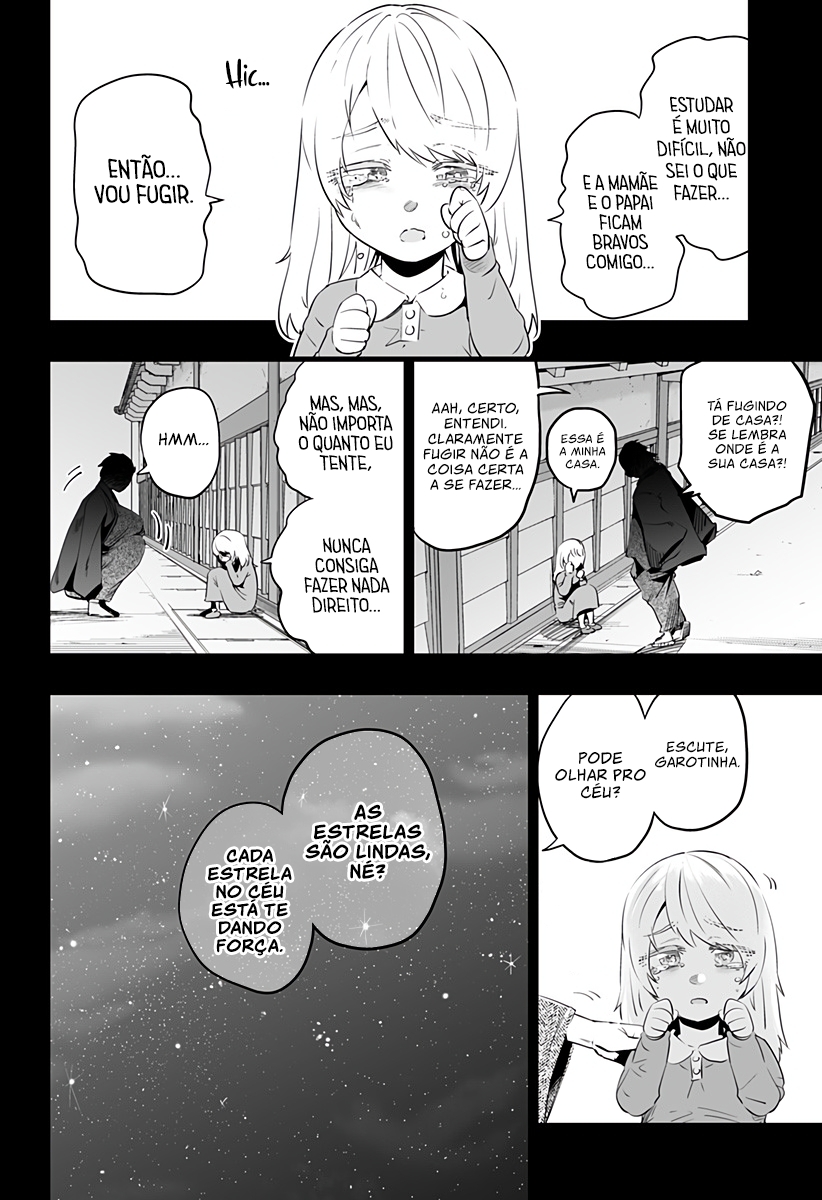 ESTUDAR
É MUITO
DIFÍCIL, NÃO
SEI O QUE
FAZER...
E A MAMÃE
E O PAPAI
FICAM
BRAVOS
COMIGO...
Hic...
ENTÃO...
VOU FUGIR.
TÁ FUGINDO
DE CASA?!
SE LEMBRA
ONDE É A
SUA CASA?!
ESSA É
A MINHA
CASA.
AAH, CERTO,
ENTENDI.
CLARAMENTE
FUGIR NÃO É A
COISA CERTA
A SE FAZER...
MAS, MAS,
NÃO IMPORTA
O QUANTO EU
TENTE,
NUNCA
CONSIGA
FAZER NADA
DIREITO...
HMM...
ESCUTE,
GAROTINHA.
PODE
OLHAR PRO
CÉU?
AS
ESTRELAS
SÃO LINDAS,
NÉ?
CADA
ESTRELA
NO CÉU
ESTÁ TE
DANDO
FORÇA.